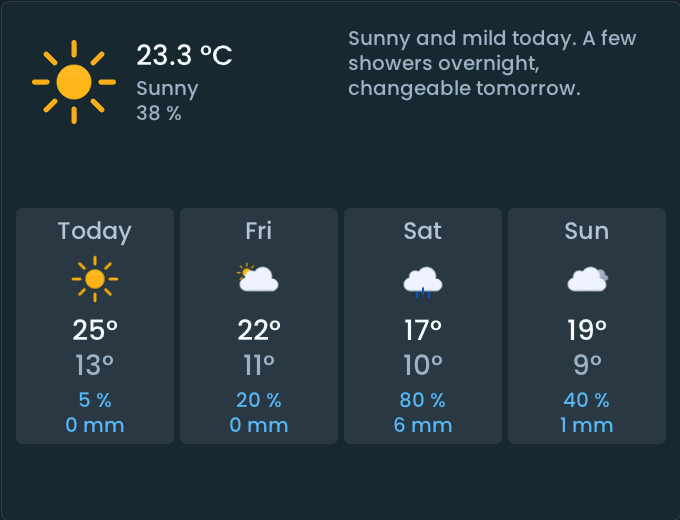 23.3 °C
Sunny
38 %
Sunny and mild today. A few
showers overnight,
changeable tomorrow.
Today
25°
13°
5 %
0 mm
Fri
22°
11°
20 %
0 mm
Sat
17°
10°
80 %
6 mm
Sun
19°
9°
40 %
1 mm